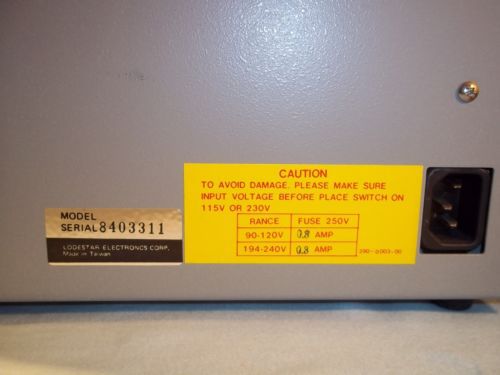 MODEL
SERIAL 8403311
LODESTAR ELECTRONICS CORP.
Made in Taiwan
CAUTION
TO AVOID DAMAGE. PLEASE MAKE SURE
INPUT VOLTAGE BEFORE PLACE SWITCH ON
115V OR 230V
RANCE FUSE 250V
90-120V 0.8 AMP
194-240V 0.8 AMP